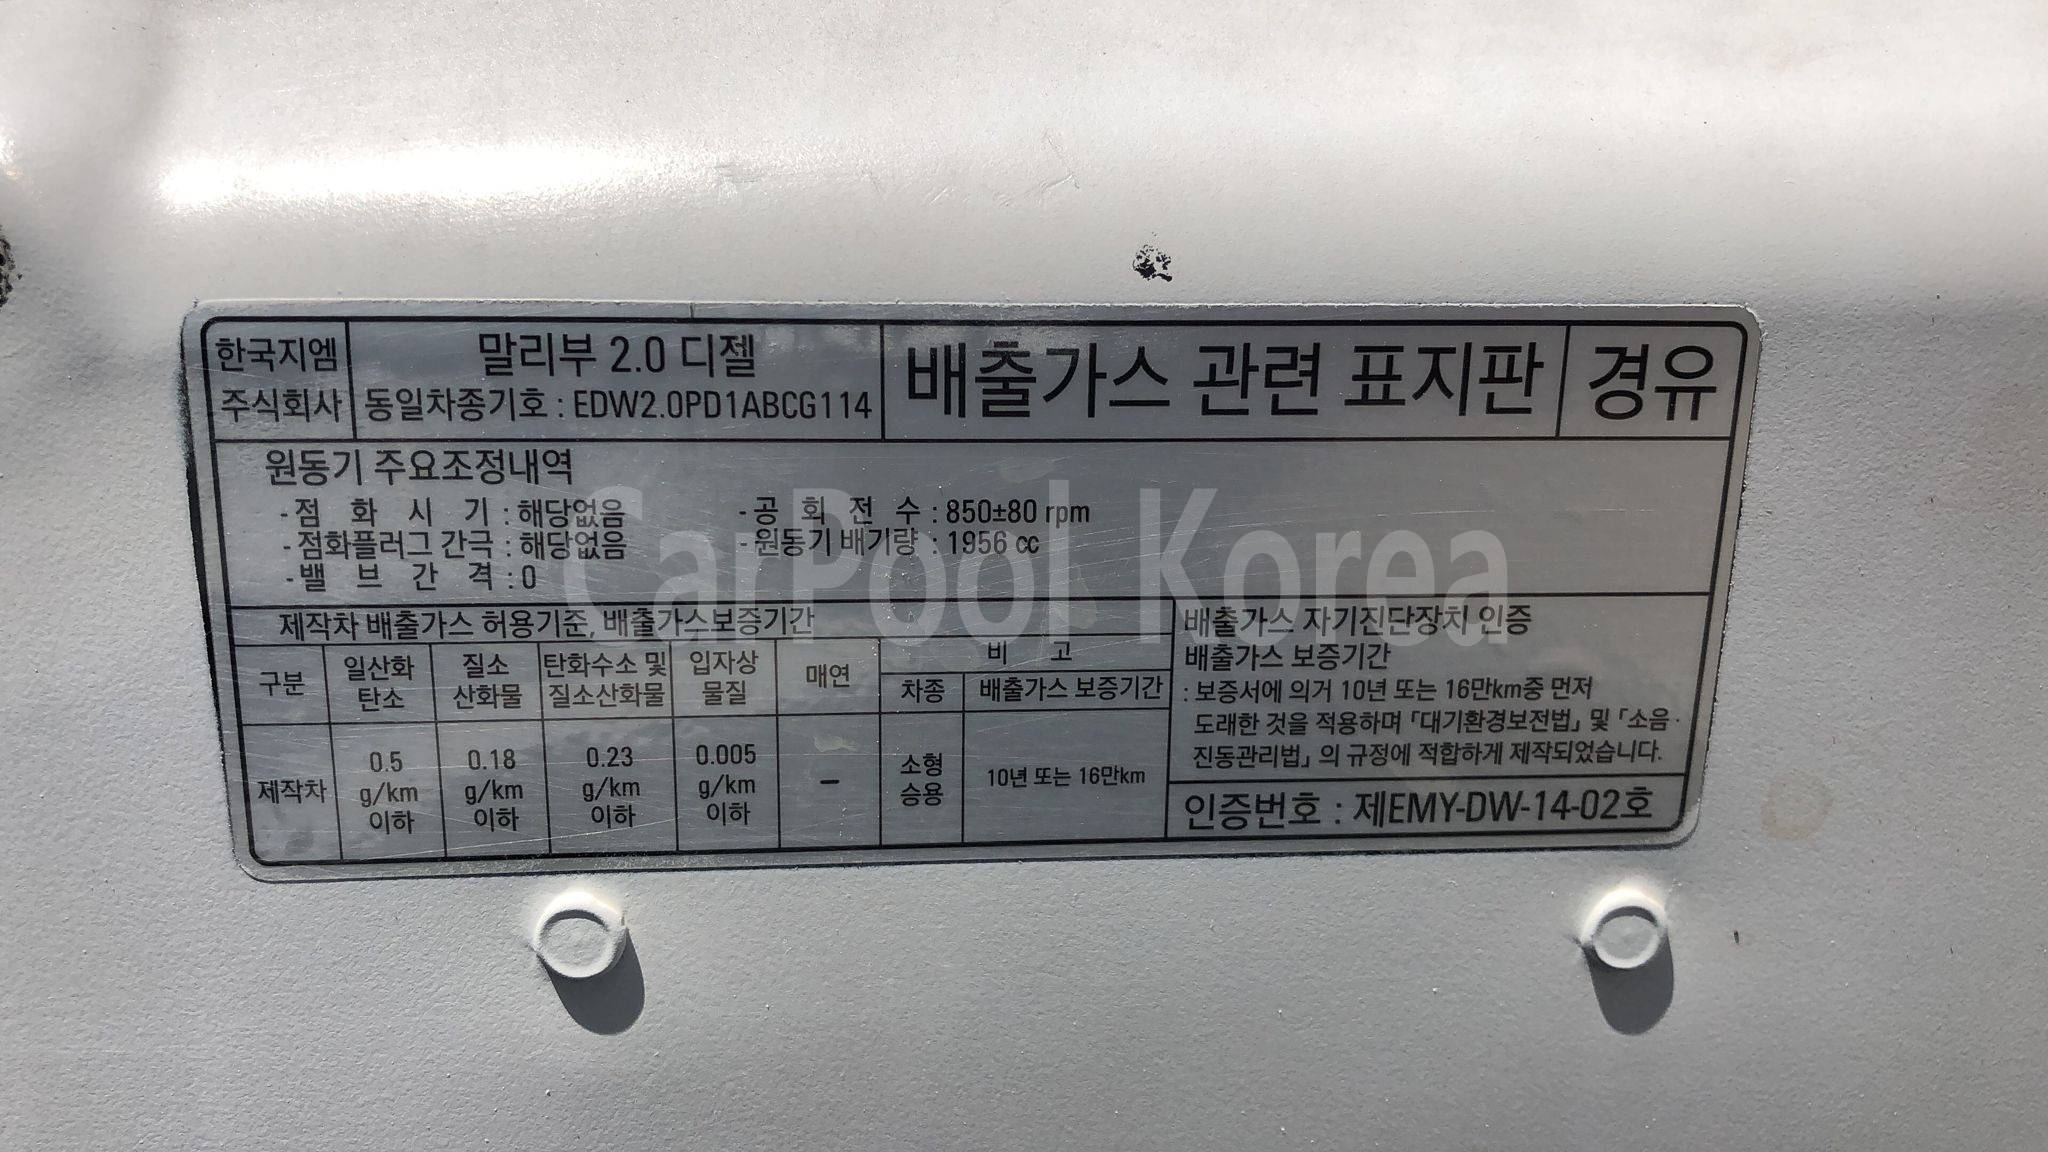 한국지엠
주식회사
말리부 2.0 디젤
동일차종기호 : EDW2.0PD1ABCG114
배출가스 관련 표지판
경유
원동기 주요조정내역
- 점 화 시 기 : 해당없음
- 점화플러그 간극 : 해당없음
- 밸 브 간 격 : 0
- 공 회 전 수 : 850±80 rpm
- 원동기 배기량 : 1956 cc
CarPool Korea
제작차 배출가스 허용기준, 배출가스보증기간
구분
일산화
탄소
질소
산화물
탄화수소 및
질소산화물
입자상
물질
매연
비 고
차종
배출가스 보증기간
제작차
0.5
g/km
이하
0.18
g/km
이하
0.23
g/km
이하
0.005
g/km
이하
–
소형
승용
10년 또는 16만km
배출가스 자기진단장치 인증
배출가스 보증기간
: 보증서에 의거 10년 또는 16만km중 먼저
도래한 것을 적용하며 「대기환경보전법」 및 「소음·
진동관리법」의 규정에 적합하게 제작되었습니다.
인증번호 : 제EMY-DW-14-02호